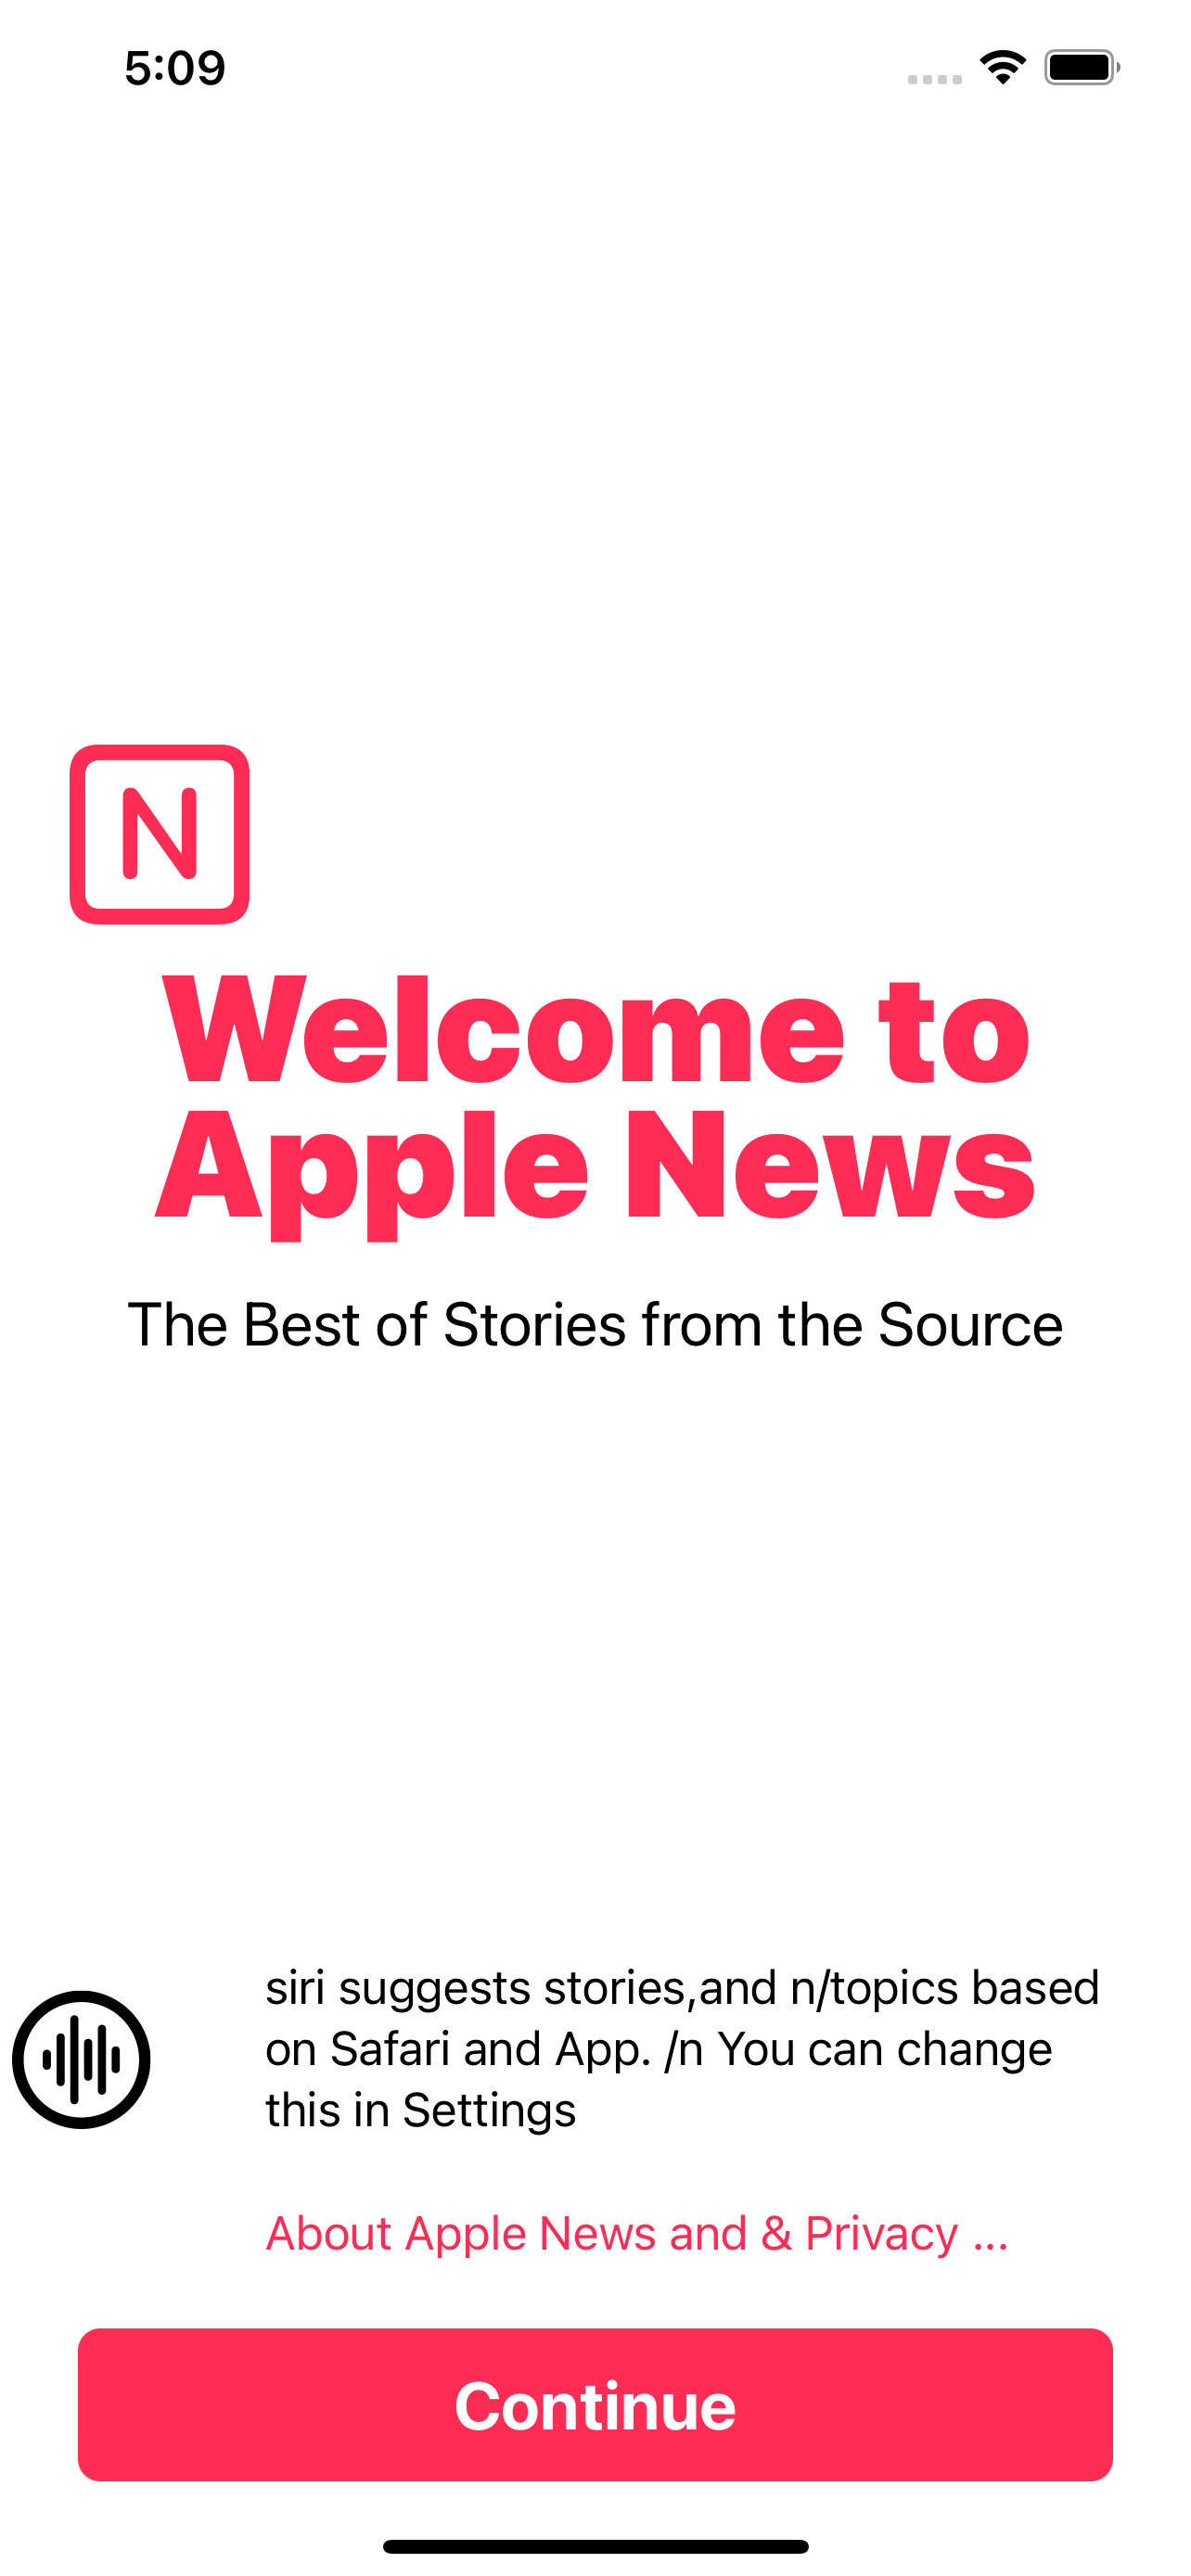 5:09
N
Welcome to
Apple News
The Best of Stories from the Source
siri suggests stories,and n/topics based
on Safari and App. /n You can change
this in Settings
About Apple News and & Privacy ...
Continue